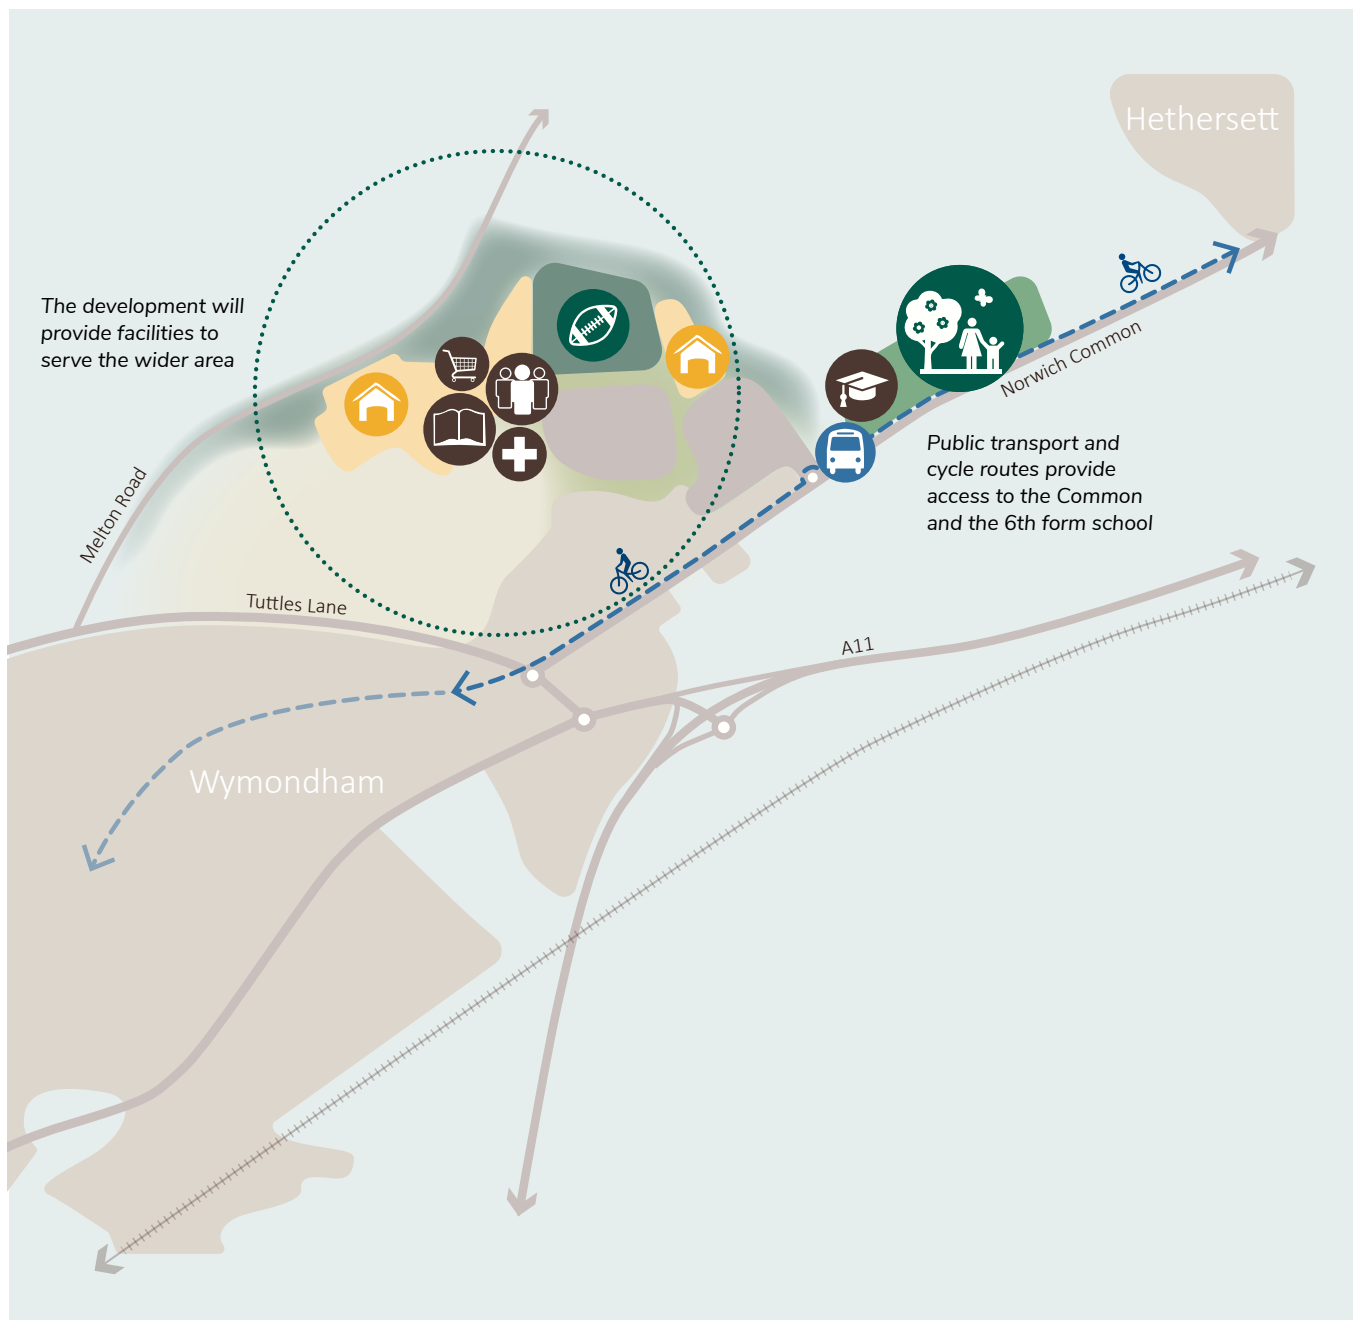 Hethersett
The development will
provide facilities to
serve the wider area
Norwich Common
Public transport and
cycle routes provide
access to the Common
and the 6th form school
Melton Road
Tuttles Lane
A11
Wymondham